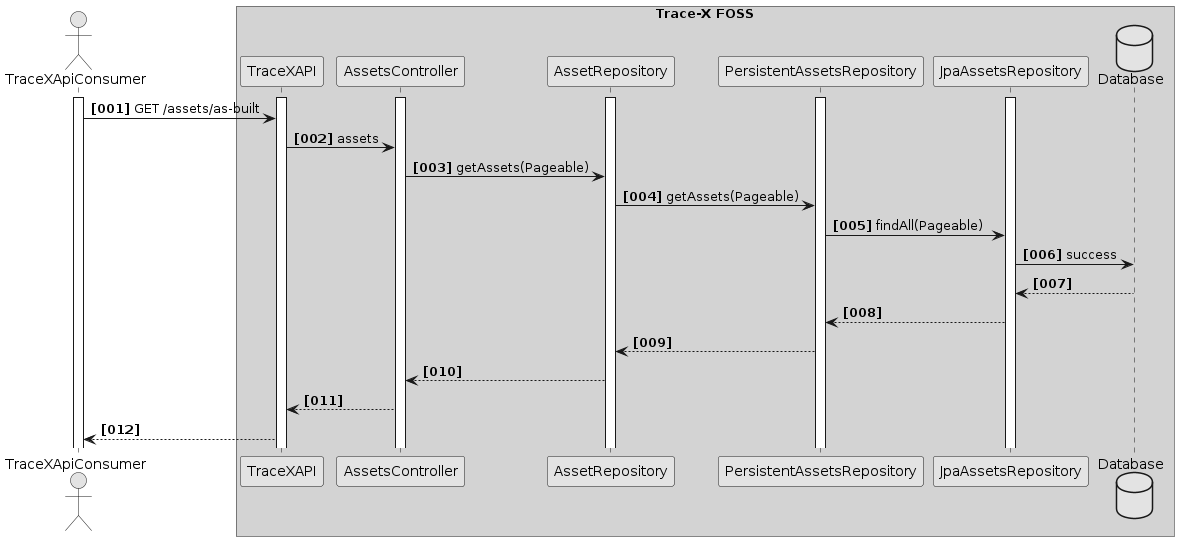 Trace-X FOSS
TraceXApiConsumer
TraceXAPI
AssetsController
AssetRepository
PersistentAssetsRepository
JpaAssetsRepository
Database
[001] GET /assets/as-built
[002] assets
[003] getAssets(Pageable)
[004] getAssets(Pageable)
[005] findAll(Pageable)
[006] success
[007]
[008]
[009]
[010]
[011]
[012]
TraceXApiConsumer
TraceXAPI
AssetsController
AssetRepository
PersistentAssetsRepository
JpaAssetsRepository
Database